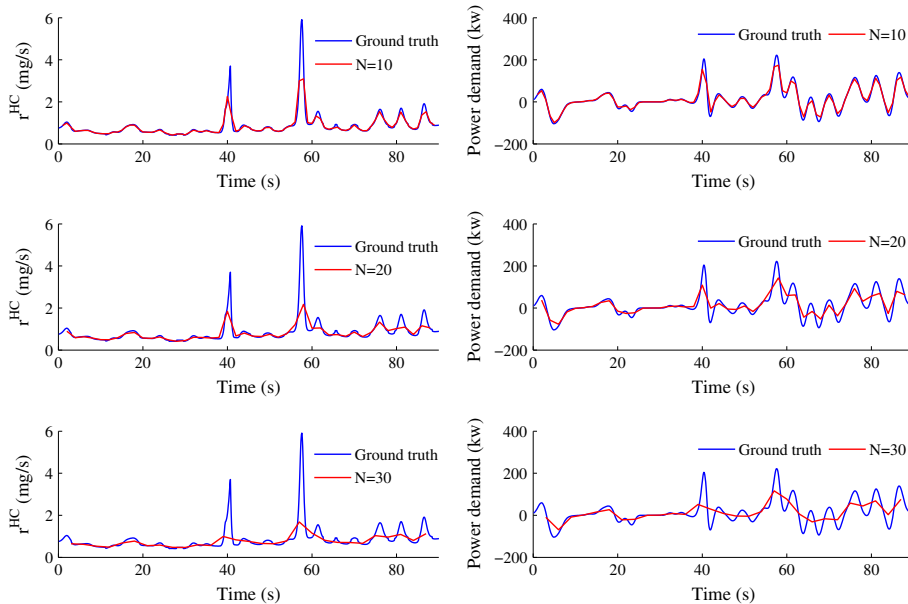 r^HC (mg/s)
6
4
2
0
Ground truth
N=10
0 20 40 60 80
Time (s)
Power demand (kw)
400
200
0
−200
Ground truth N=10
0 20 40 60 80
Time (s)
r^HC (mg/s)
6
4
2
0
Ground truth
N=20
0 20 40 60 80
Time (s)
Power demand (kw)
400
200
0
−200
Ground truth N=20
0 20 40 60 80
Time (s)
r^HC (mg/s)
6
4
2
0
Ground truth
N=30
0 20 40 60 80
Time (s)
Power demand (kw)
400
200
0
−200
Ground truth N=30
0 20 40 60 80
Time (s)